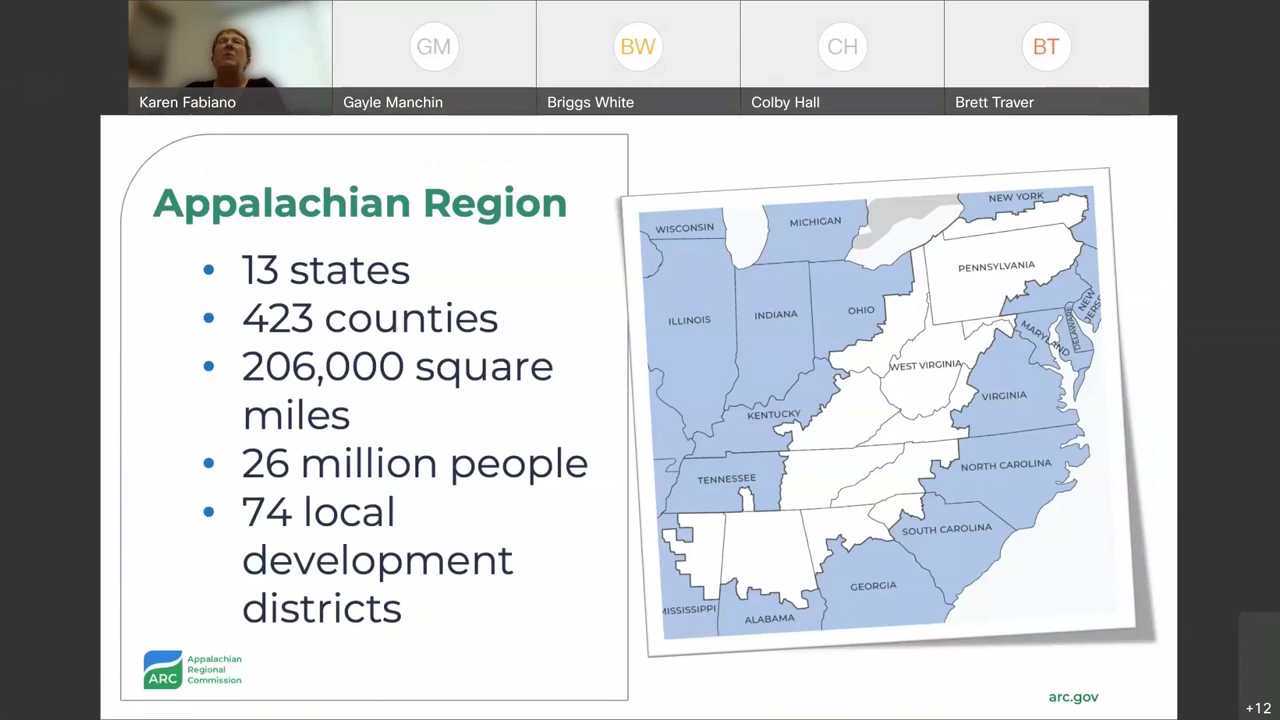 GM
BW
CH
BT
Karen Fabiano
Gayle Manchin
Briggs White
Colby Hall
Brett Traver
Appalachian Region
• 13 states
• 423 counties
• 206,000 square
miles
• 26 million people
• 74 local
development
districts
ARC
Appalachian
Regional
Commission
WISCONSIN
MICHIGAN
NEW YORK
PENNSYLVANIA
ILLINOIS
INDIANA
OHIO
NEW
JERS
MARYLAND
DELAWARE
WEST VIRGINIA
KENTUCKY
VIRGINIA
TENNESSEE
NORTH CAROLINA
SOUTH CAROLINA
MISSISSIPPI
ALABAMA
GEORGIA
arc.gov
+12